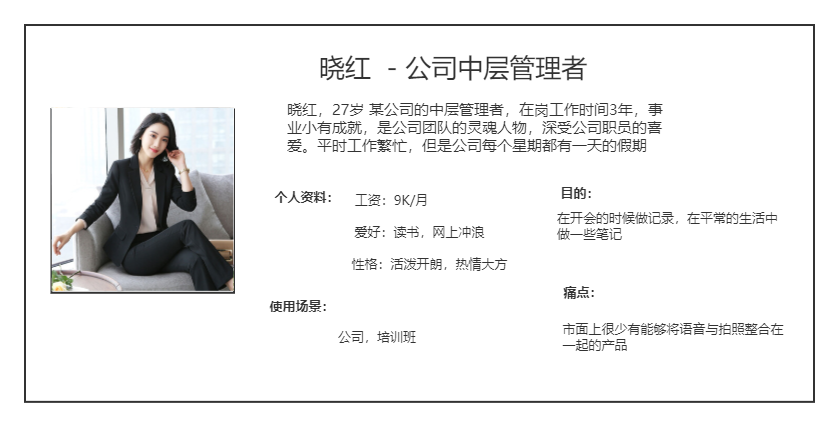 晓红  - 公司中层管理者
晓红，27岁 某公司的中层管理者，在岗工作时间3年，事
业小有成就，是公司团队的灵魂人物，深受公司职员的喜
爱。平时工作繁忙，但是公司每个星期都有一天的假期
个人资料：
工资：9K/月
爱好：读书，网上冲浪
性格：活泼开朗，热情大方
使用场景：
公司，培训班
目的：
在开会的时候做记录，在平常的生活中
做一些笔记
痛点：
市面上很少有能够将语音与拍照整合在
一起的产品